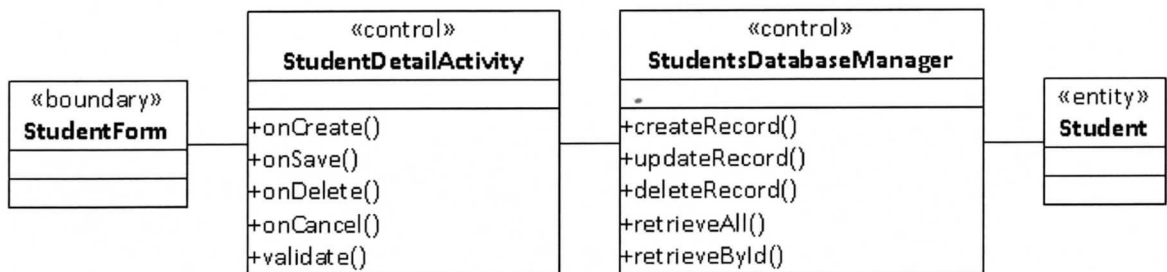 «boundary»
StudentForm
«control»
StudentDetailActivity
+onCreate()
+onSave()
+onDelete()
+onCancel()
+validate()
«control»
StudentsDatabaseManager
+createRecord()
+updateRecord()
+deleteRecord()
+retrieveAll()
+retrieveById()
«entity»
Student